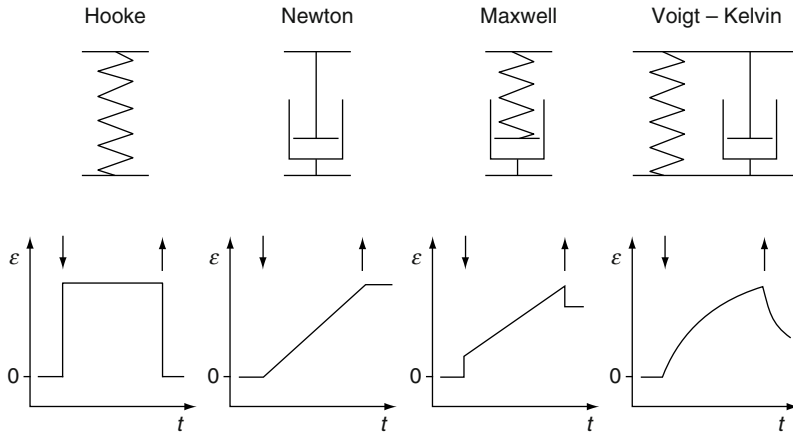 Hooke Newton Maxwell Voigt – Kelvin
ε ε ε ε
0 0 0 0
t t t t